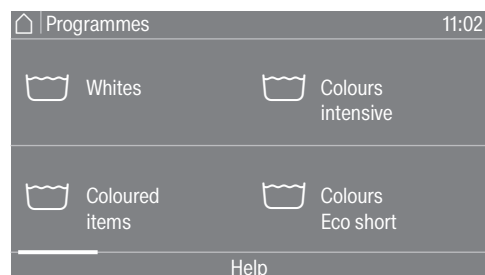 Programmes 11:02
Whites
Colours
intensive
Coloured
items
Colours
Eco short
Help